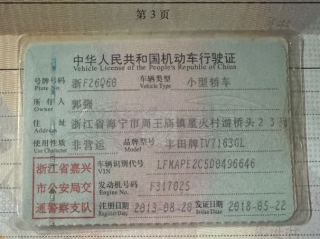 第 3 页
中华人民共和国机动车行驶证
Vehicle License of the People's Republic of China
号牌号码 浙F26Q6B 车辆类型 小型轿车
Plate No. Vehicle Type
所有人 郭强
Owner
住址 浙江省海宁市周王庙镇星火村游桥头23号
Address
使用性质 非营运 品牌型号 丰田牌TV7163GL
Use Character Model
浙江省嘉兴市公安局交通警察支队
车辆识别代号 LFMAPE2C5D0496646
VIN
发动机号码 F317025
Engine No.
注册日期 2013-08-20 发证日期 2018-05-22
Register Date Issue Date